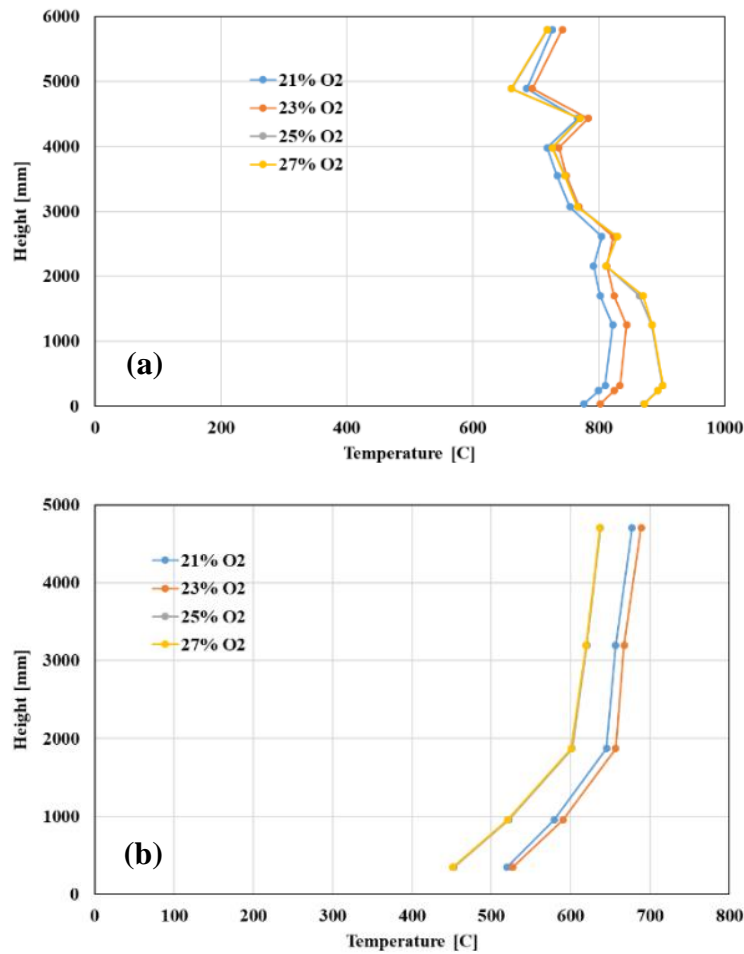 6000
5000
4000
3000
2000
1000
0
Height [mm]
21% O2
23% O2
25% O2
27% O2
(a)
0 200 400 600 800 1000
Temperature [C]
5000
4000
3000
2000
1000
0
Height [mm]
21% O2
23% O2
25% O2
27% O2
(b)
0 100 200 300 400 500 600 700 800
Temperature [C]